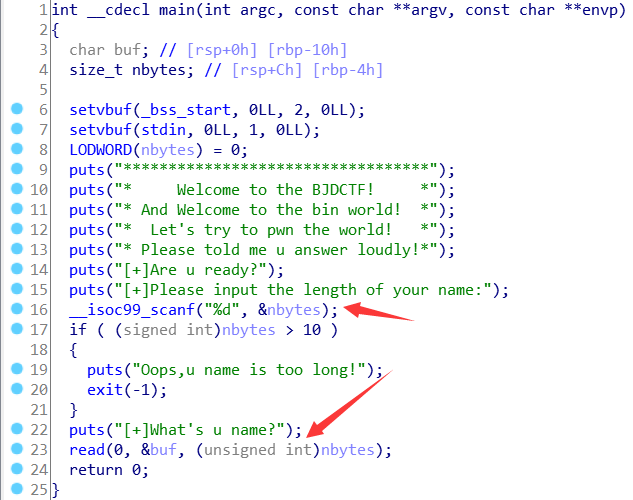 1 int __cdecl main(int argc, const char **argv, const char **envp)
2 {
3   char buf; // [rsp+0h] [rbp-10h]
4   size_t nbytes; // [rsp+Ch] [rbp-4h]
5
6   setvbuf(_bss_start, 0LL, 2, 0LL);
7   setvbuf(stdin, 0LL, 1, 0LL);
8   LODWORD(nbytes) = 0;
9   puts("**********************************");
10   puts("*     Welcome to the BJDCTF!     *");
11   puts("* And Welcome to the bin world!  *");
12   puts("*  Let's try to pwn the world!   *");
13   puts("* Please told me u answer loudly!*");
14   puts("[+]Are u ready?");
15   puts("[+]Please input the length of your name:");
16   __isoc99_scanf("%d", &nbytes);
17   if ( (signed int)nbytes > 10 )
18   {
19     puts("Oops,u name is too long!");
20     exit(-1);
21   }
22   puts("[+]What's u name?");
23   read(0, &buf, (unsigned int)nbytes);
24   return 0;
25 }